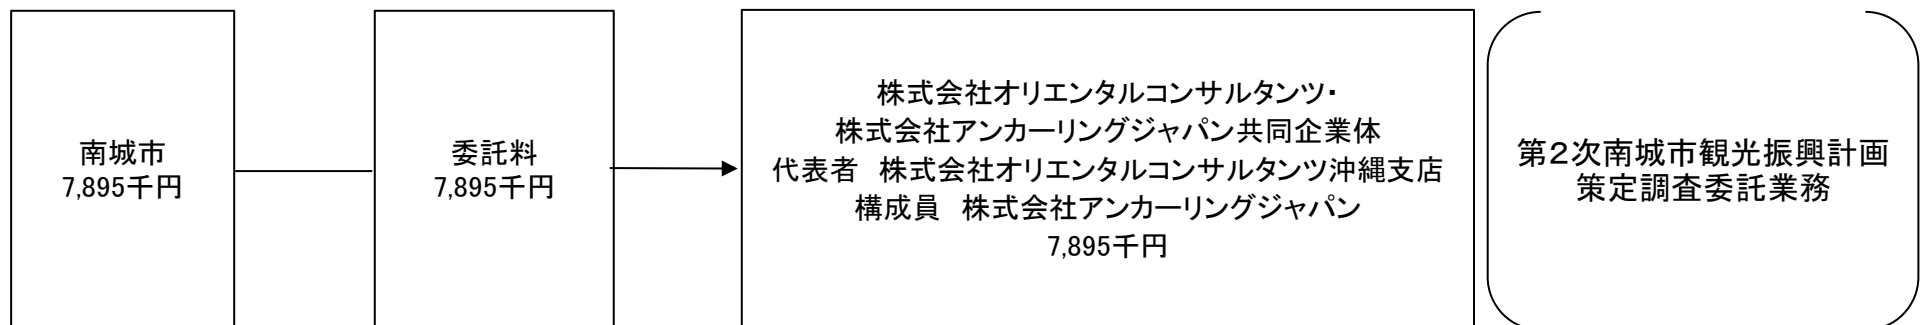 南城市
7,895千円
委託料
7,895千円
株式会社オリエンタルコンサルタンツ・
株式会社アンカーリングジャパン共同企業体
代表者　株式会社オリエンタルコンサルタンツ沖縄支店
構成員　株式会社アンカーリングジャパン
7,895千円
第２次南城市観光振興計画
策定調査委託業務